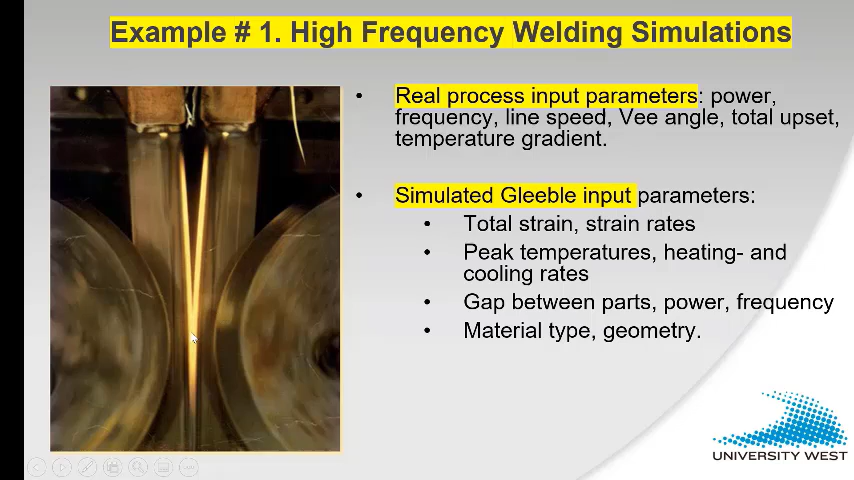 Example # 1. High Frequency Welding Simulations
• Real process input parameters: power,
frequency, line speed, Vee angle, total upset,
temperature gradient.
• Simulated Gleeble input parameters:
• Total strain, strain rates
• Peak temperatures, heating- and
cooling rates
• Gap between parts, power, frequency
• Material type, geometry.
UNIVERSITY WEST